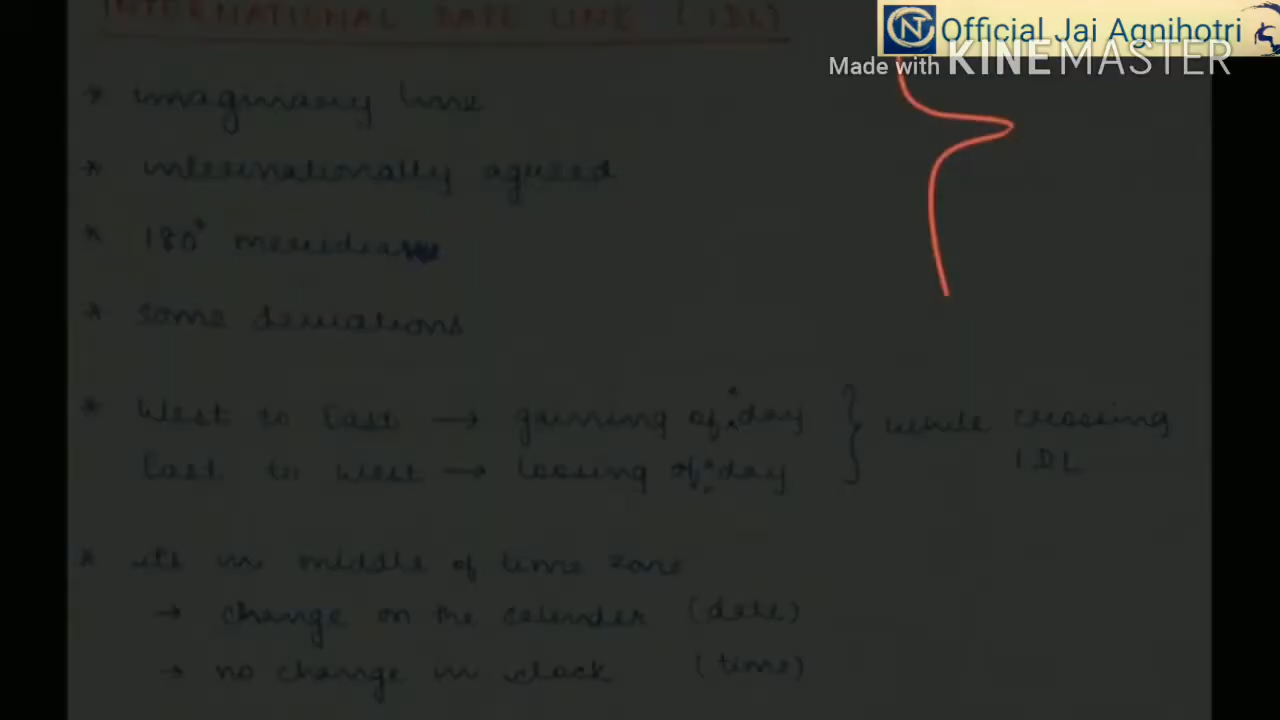 INTERNATIONAL DATE LINE (IDL)
Official Jai Agnihotri
Made with KINEMASTER
* imaginary line
* internationally agreed
* 180° meridian
* some deviations
* West to East → gaining of a day } while crossing
East to West → loosing of a day IDL
* its in middle of time zone
→ change on the calender (date)
→ no change in clock (time)